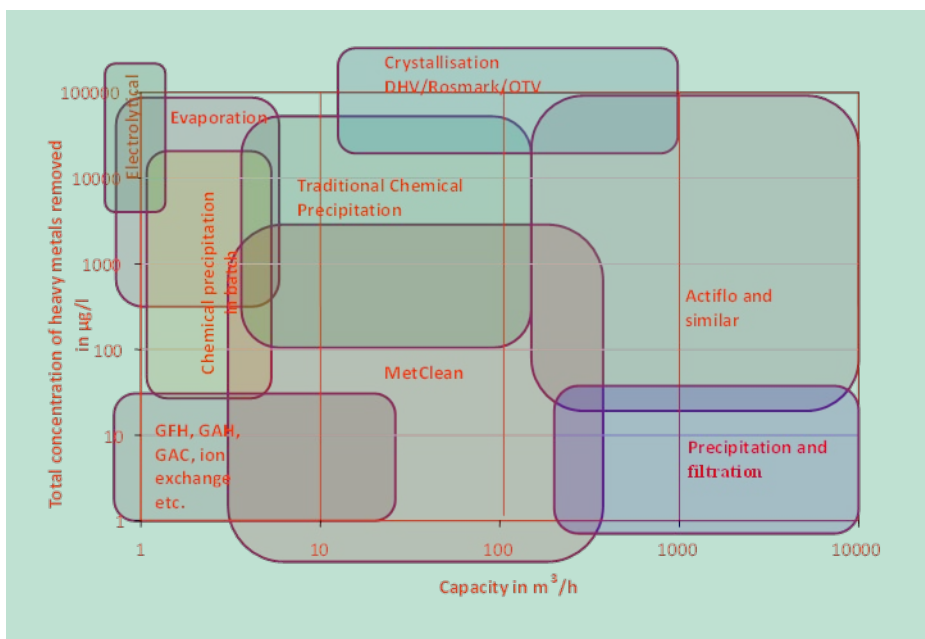 Crystallisation
DHV/Rosmark/OTV
100000
Electrolytical
Evaporation
Total concentration of heavy metals removed
in µg/l
10000
Traditional Chemical
Precipitation
Chemical precipitation
in batch
1000
Actiflo and
similar
100
MetClean
10
GFH, GAH,
GAC, ion
exchange
etc.
Precipitation and
filtration
1
1 10 100 1000 10000
Capacity in m³/h